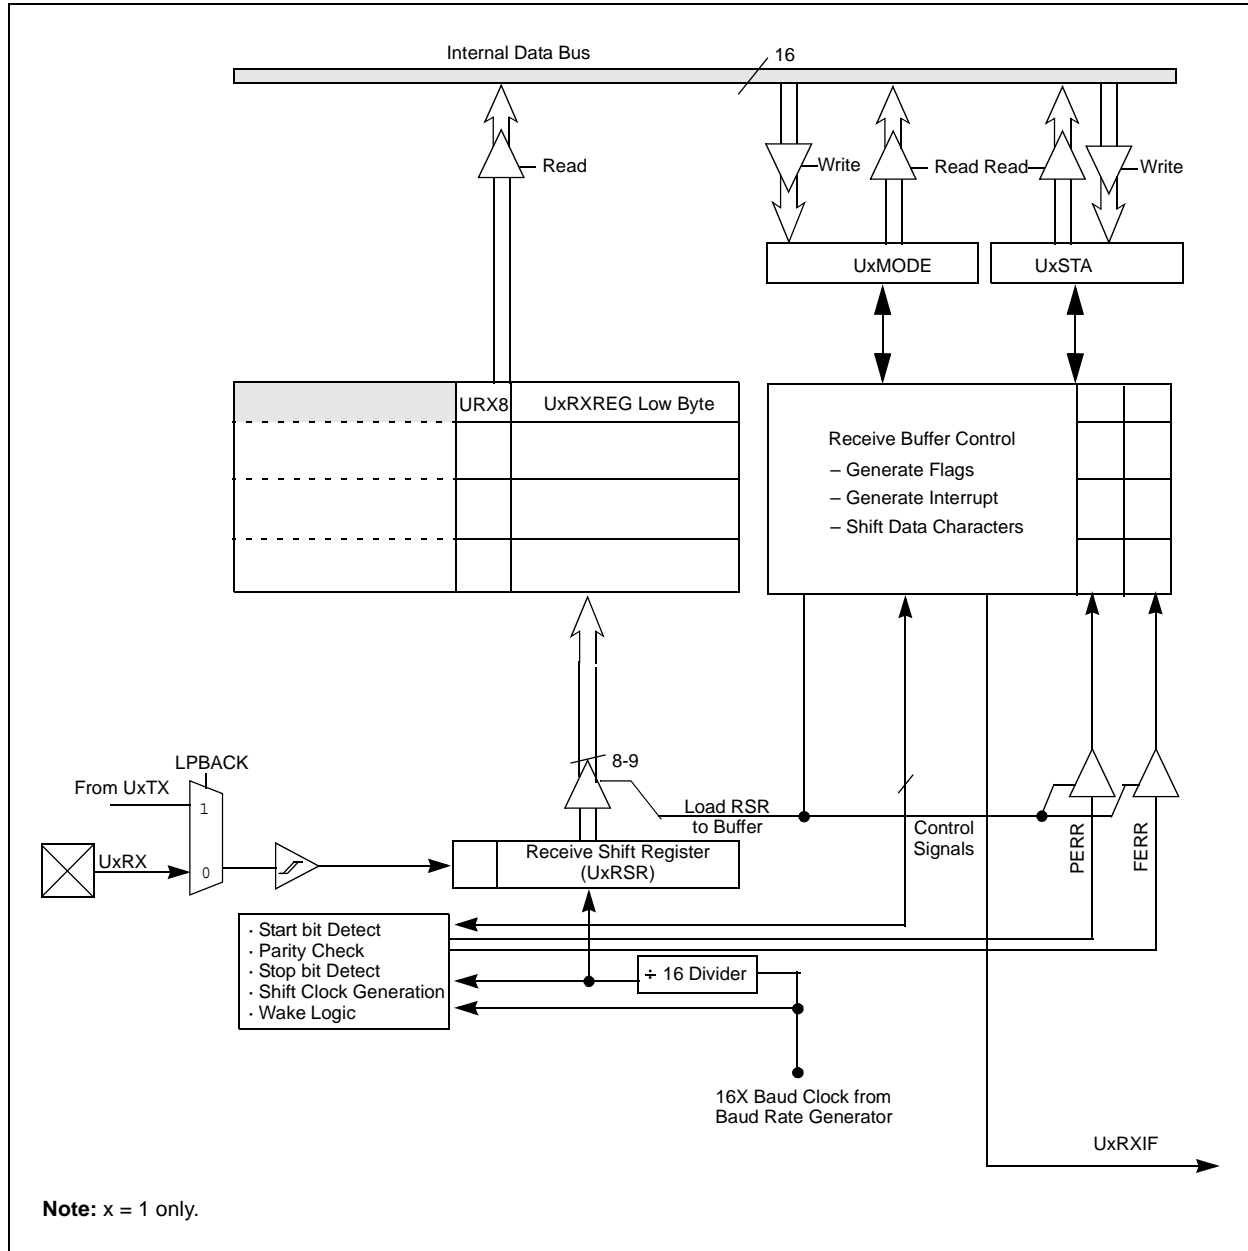 Internal Data Bus
16
Read
Write
Read Read
Write
UxMODE
UxSTA
URX8
UxRXREG Low Byte
Receive Buffer Control
– Generate Flags
– Generate Interrupt
– Shift Data Characters
LPBACK
8-9
From UxTX
1
Load RSR
to Buffer
Control
Signals
PERR
FERR
UxRX
0
Receive Shift Register
(UxRSR)
· Start bit Detect
· Parity Check
· Stop bit Detect
· Shift Clock Generation
· Wake Logic
÷ 16 Divider
16X Baud Clock from
Baud Rate Generator
UxRXIF
Note: x = 1 only.